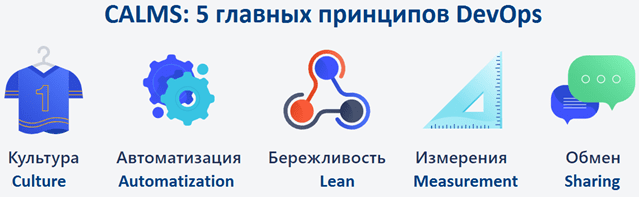 CALMS: 5 главных принципов DevOps
1
Культура Автоматизация Бережливость Измерения Обмен
Culture Automatization Lean Measurement Sharing